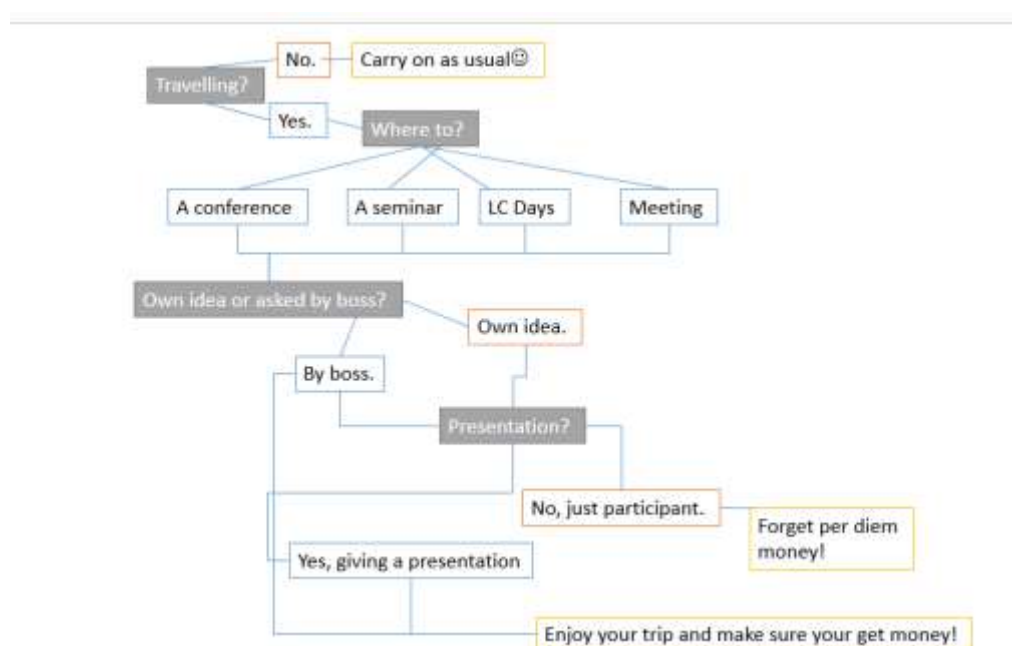 No.
Carry on as usual☺
Travelling?
Yes.
Where to?
A conference
A seminar
LC Days
Meeting
Own idea or asked by boss?
Own idea.
By boss.
Presentation?
No, just participant.
Forget per diem
money!
Yes, giving a presentation
Enjoy your trip and make sure your get money!